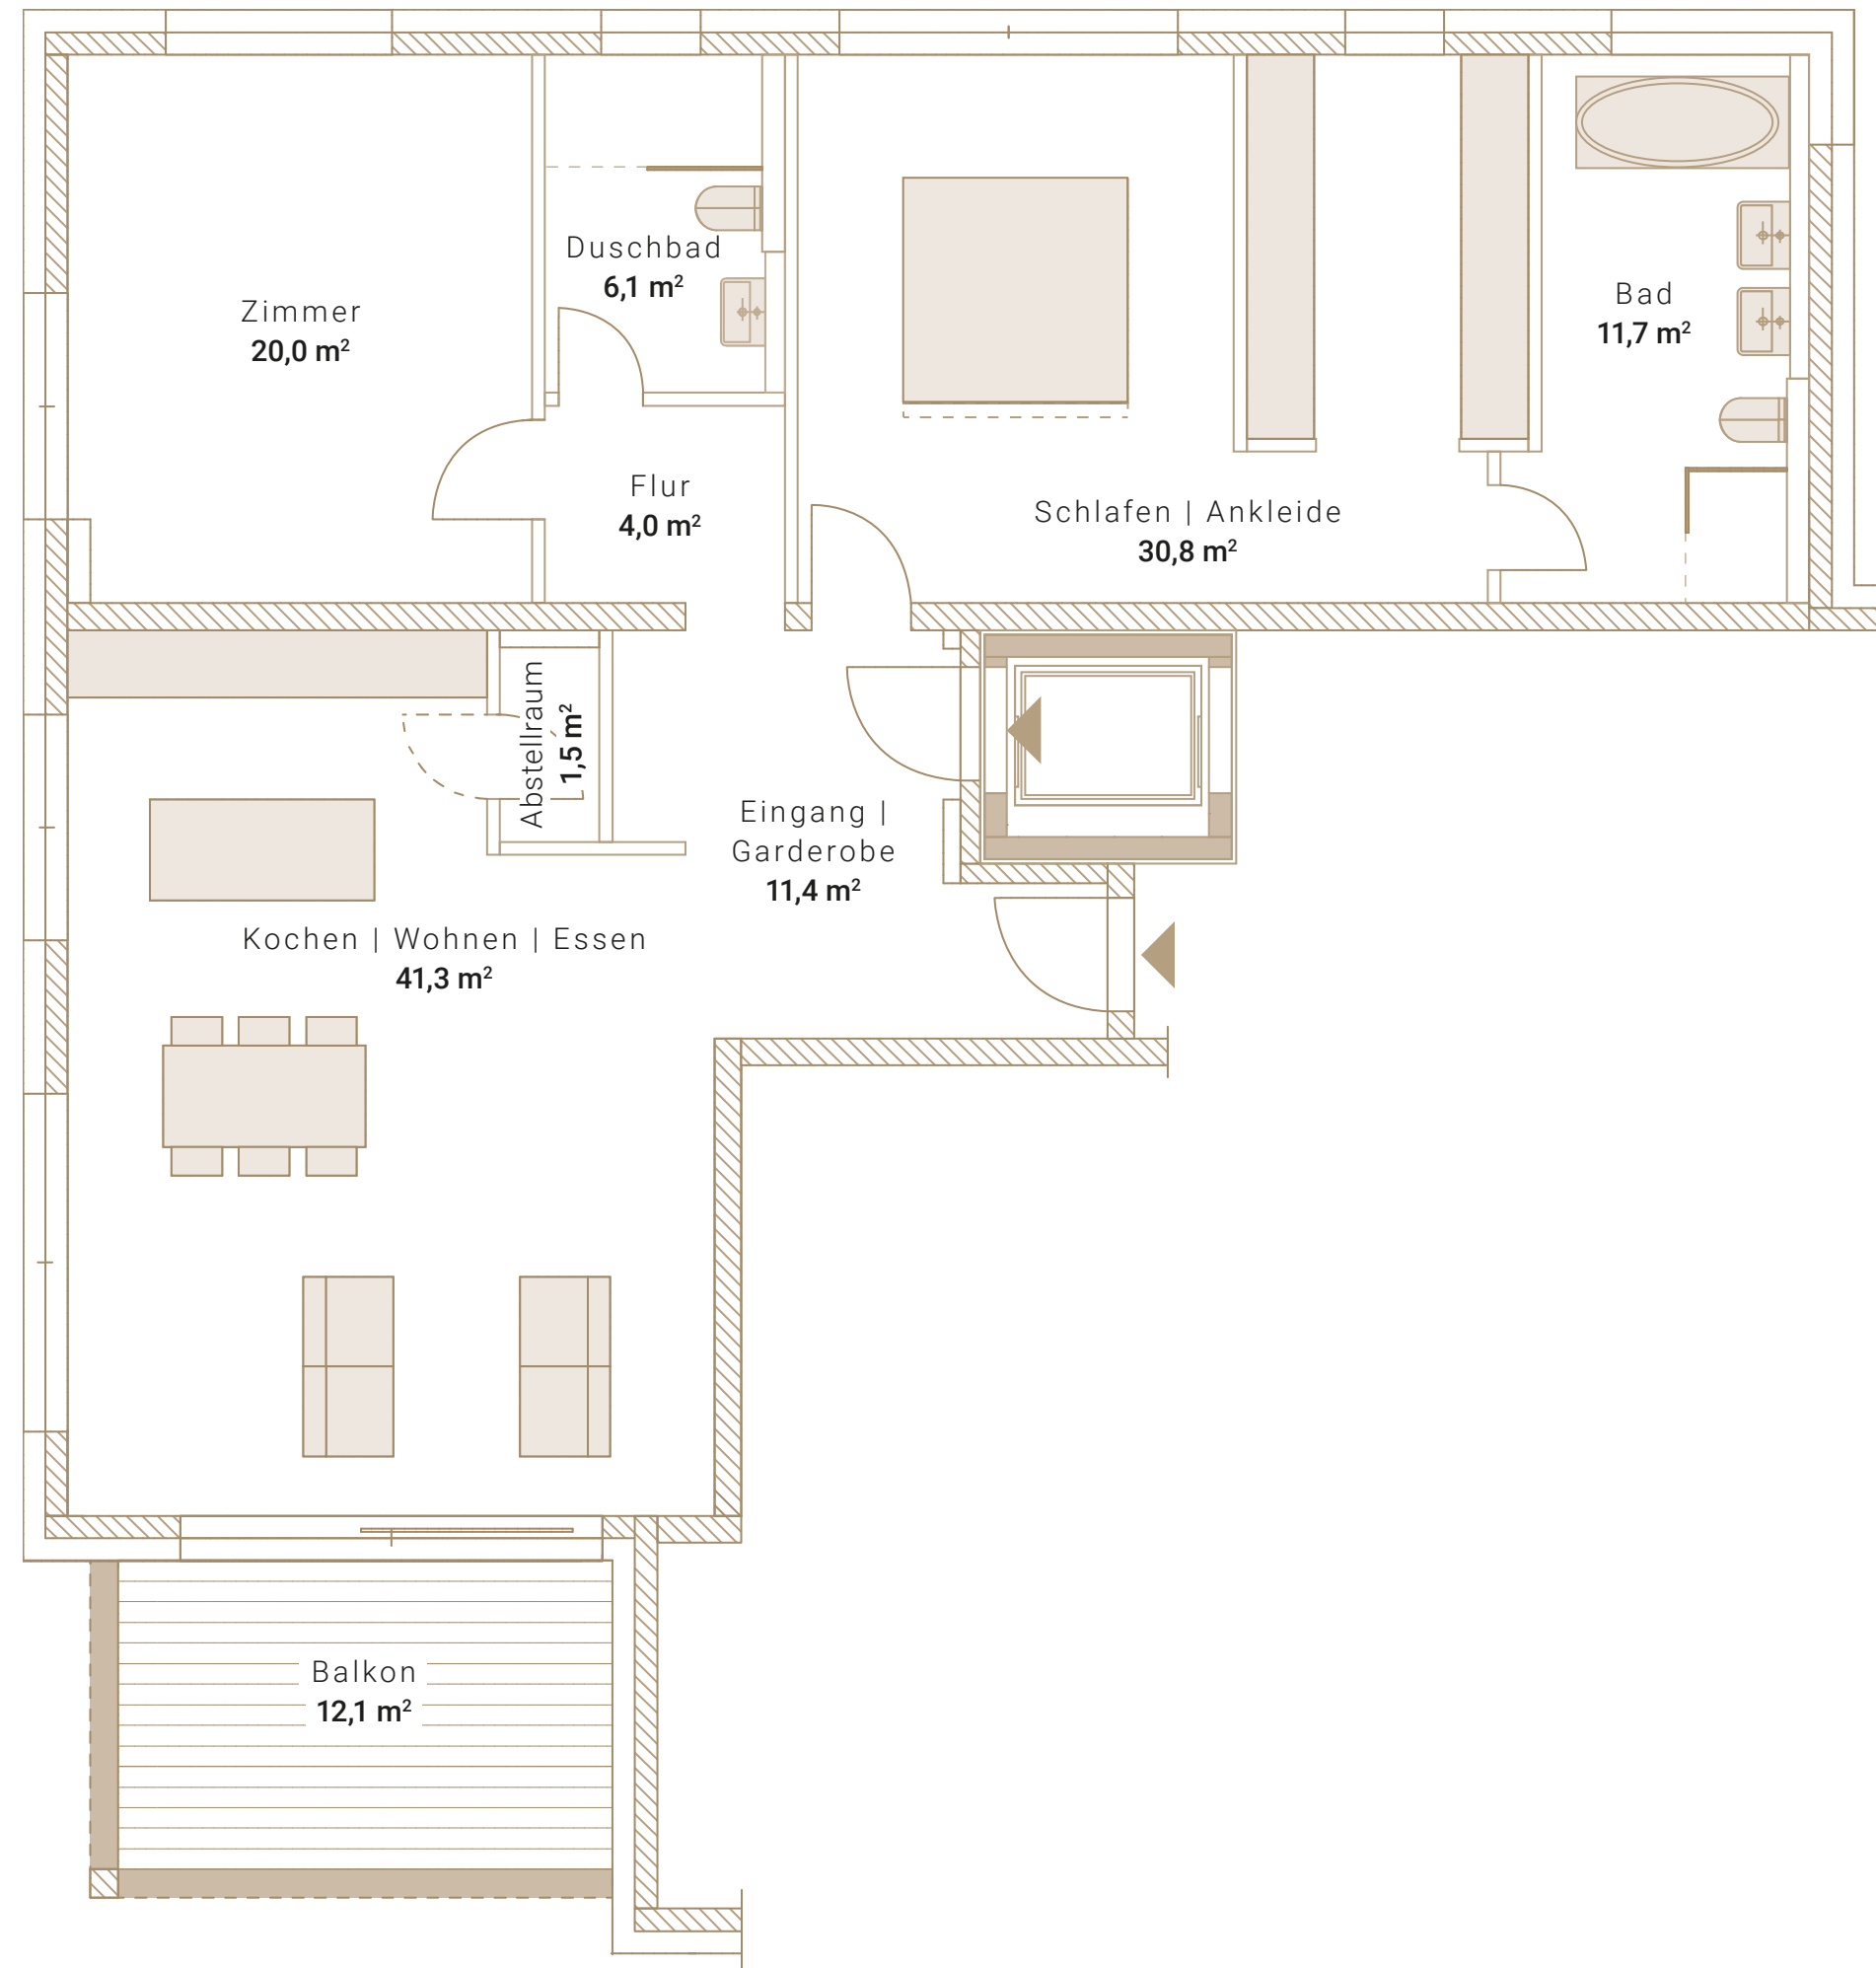 Duschbad
6,1 m²
Zimmer
20,0 m²
Bad
11,7 m²
Flur
4,0 m²
Schlafen | Ankleide
30,8 m²
Abstellraum
1,5 m²
Eingang |
Garderobe
11,4 m²
Kochen | Wohnen | Essen
41,3 m²
Balkon
12,1 m²